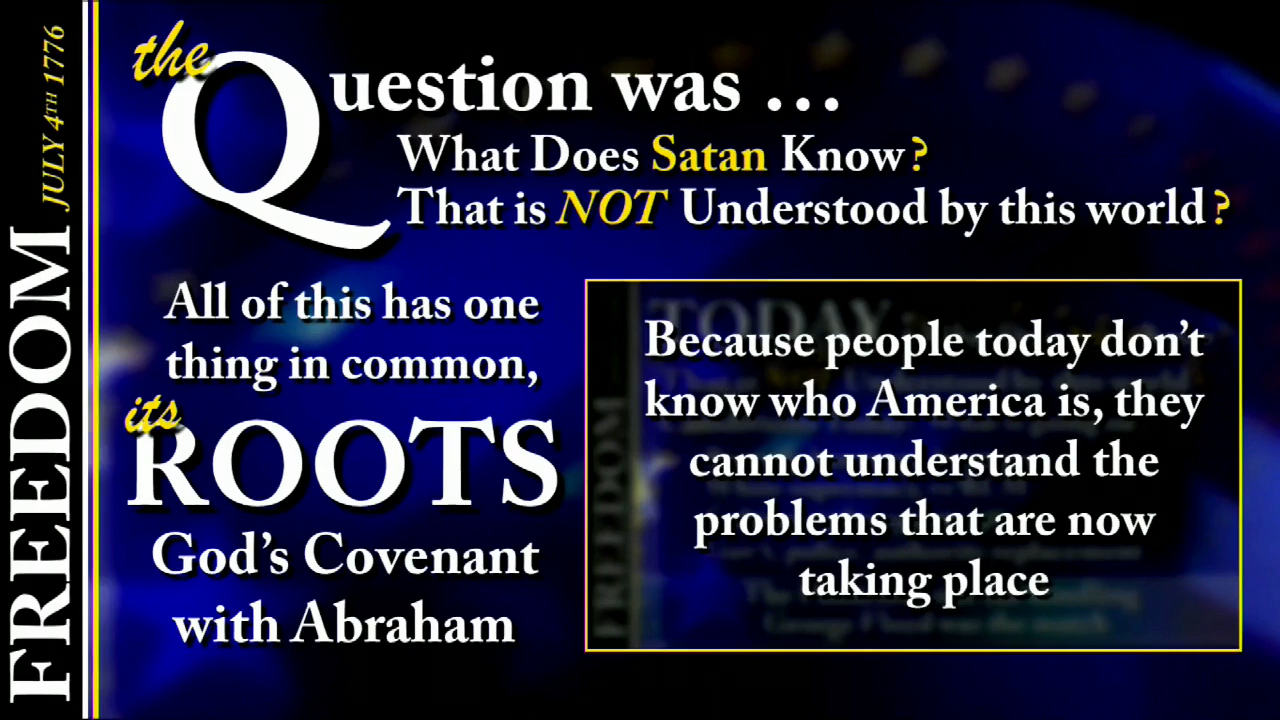 FREEDOM JULY 4TH 1776
the Question was ...
What Does Satan Know?
That is NOT Understood by this world?
All of this has one
thing in common,
its
ROOTS
God's Covenant
with Abraham
TODAY
Because people today don't
know who America is, they
cannot understand the
problems that are now
taking place
FREEDOM